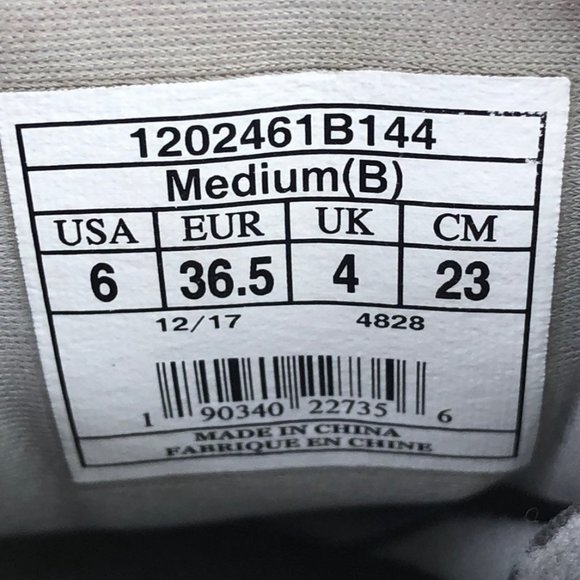 1202461B144
Medium(B)
USA EUR UK CM
6 36.5 4 23
12/17 4828
1 90340 22735 6
MADE IN CHINA
FABRIQUE EN CHINE